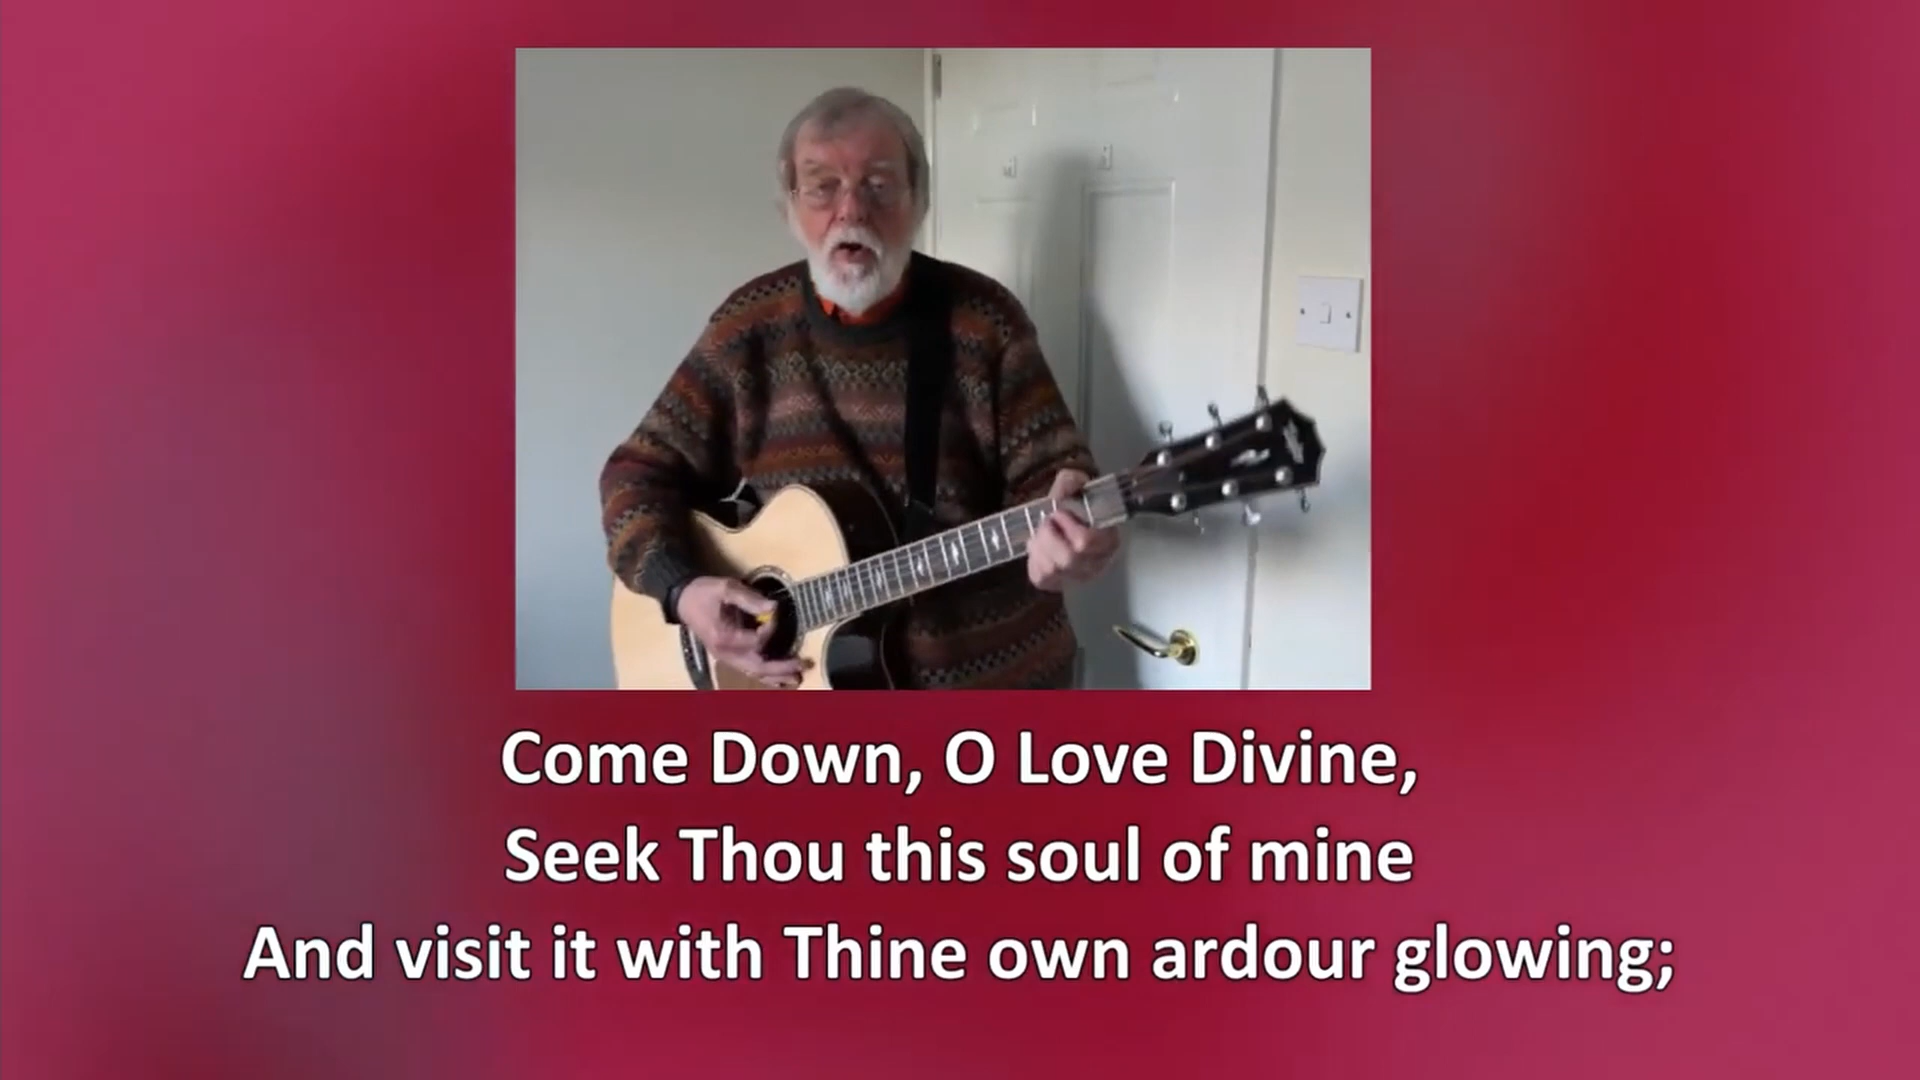 Come Down, O Love Divine,
Seek Thou this soul of mine
And visit it with Thine own ardour glowing;